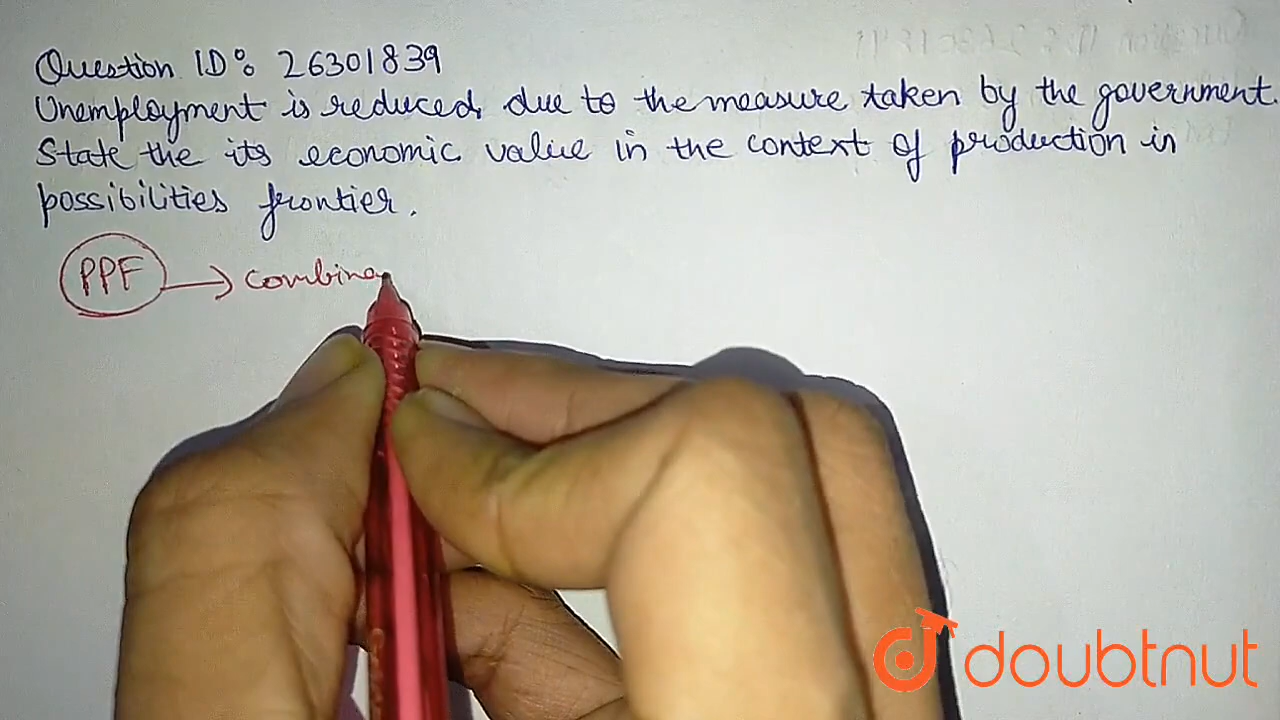 Question ID: 26301839
Unemployment is reduced, due to the measure taken by the government.
State the its economic value in the context of production in
possibilities frontier.
PPF → combina
doubtnut